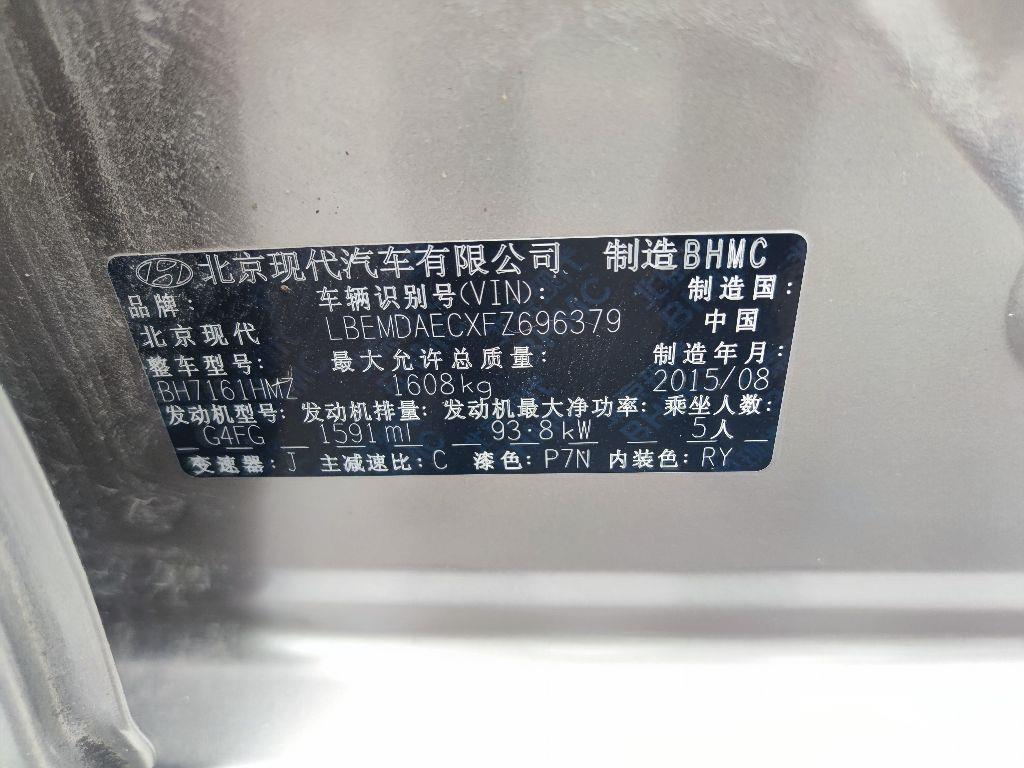 北京现代汽车有限公司 制造BHMC
品牌: 车辆识别号(VIN): 制造国:
北京现代 LBEMDAECXFZ696379 中国
整车型号: 最大允许总质量: 制造年月:
BH7161HMZ 1608kg 2015/08
发动机型号: 发动机排量: 发动机最大净功率: 乘坐人数:
G4FG 1591ml 93·8kW 5人
变速器: J 主减速比: C 漆色: P7N 内装色: RY